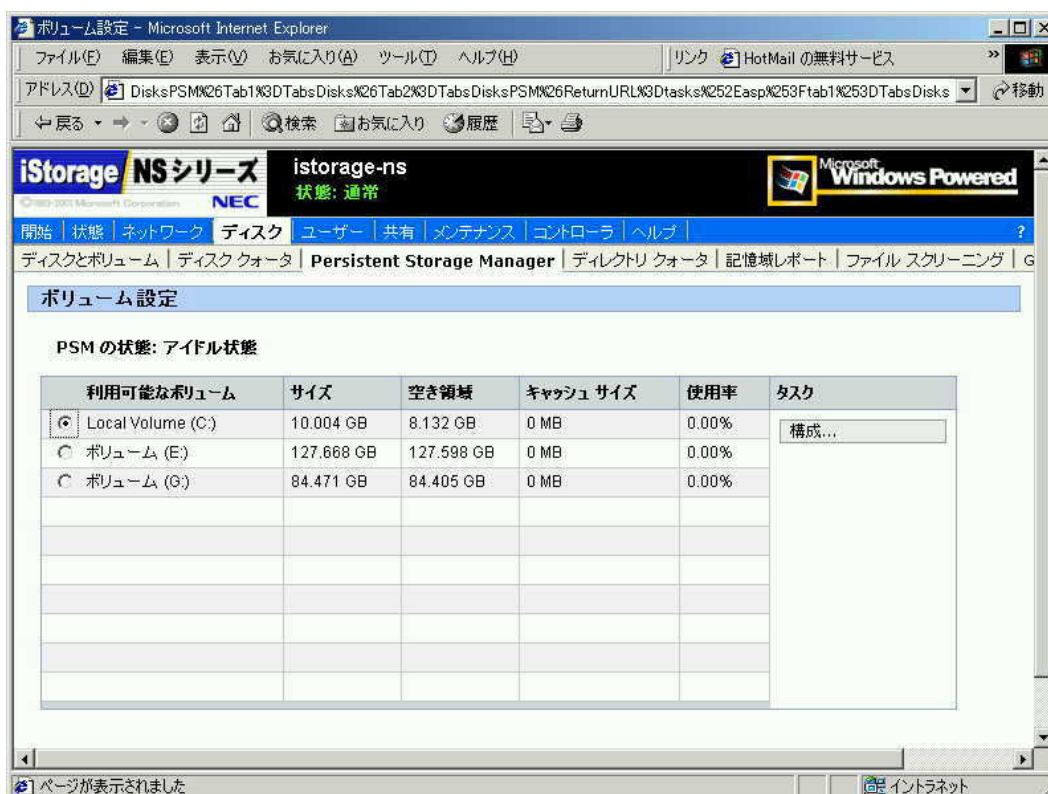 ボリューム設定 - Microsoft Internet Explorer
ファイル(F) 編集(E) 表示(V) お気に入り(A) ツール(T) ヘルプ(H) リンク HotMail の無料サービス »
アドレス(D) DisksPSM%26Tab1%3DTabsDisks%26Tab2%3DTabsDisksPSM%26ReturnURL%3Dtasks%252Easp%253Ftab1%253DTabsDisks 移動
戻る 検索 お気に入り 履歴
iStorage NSシリーズ
NEC
istorage-ns
状態: 通常
Microsoft
Windows Powered
開始 | 状態 | ネットワーク | ディスク | ユーザー | 共有 | メンテナンス | コントローラ | ヘルプ | ?
ディスクとボリューム | ディスク クォータ | Persistent Storage Manager | ディレクトリ クォータ | 記憶域レポート | ファイル スクリーニング | G
ボリューム設定
PSM の状態: アイドル状態
利用可能なボリューム サイズ 空き領域 キャッシュ サイズ 使用率 タスク
Local Volume (C:) 10.004 GB 8.132 GB 0 MB 0.00% 構成...
ボリューム (E:) 127.668 GB 127.598 GB 0 MB 0.00%
ボリューム (G:) 84.471 GB 84.405 GB 0 MB 0.00%
ページが表示されました イントラネット